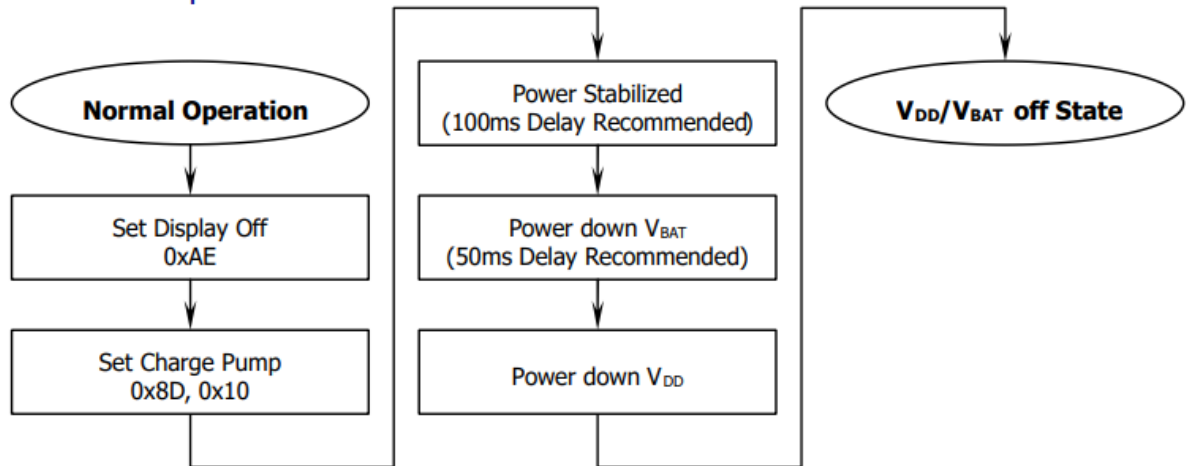 Normal Operation
Set Display Off
0xAE
Set Charge Pump
0x8D, 0x10
Power Stabilized
(100ms Delay Recommended)
Power down VBAT
(50ms Delay Recommended)
Power down VDD
VDD/VBAT off State